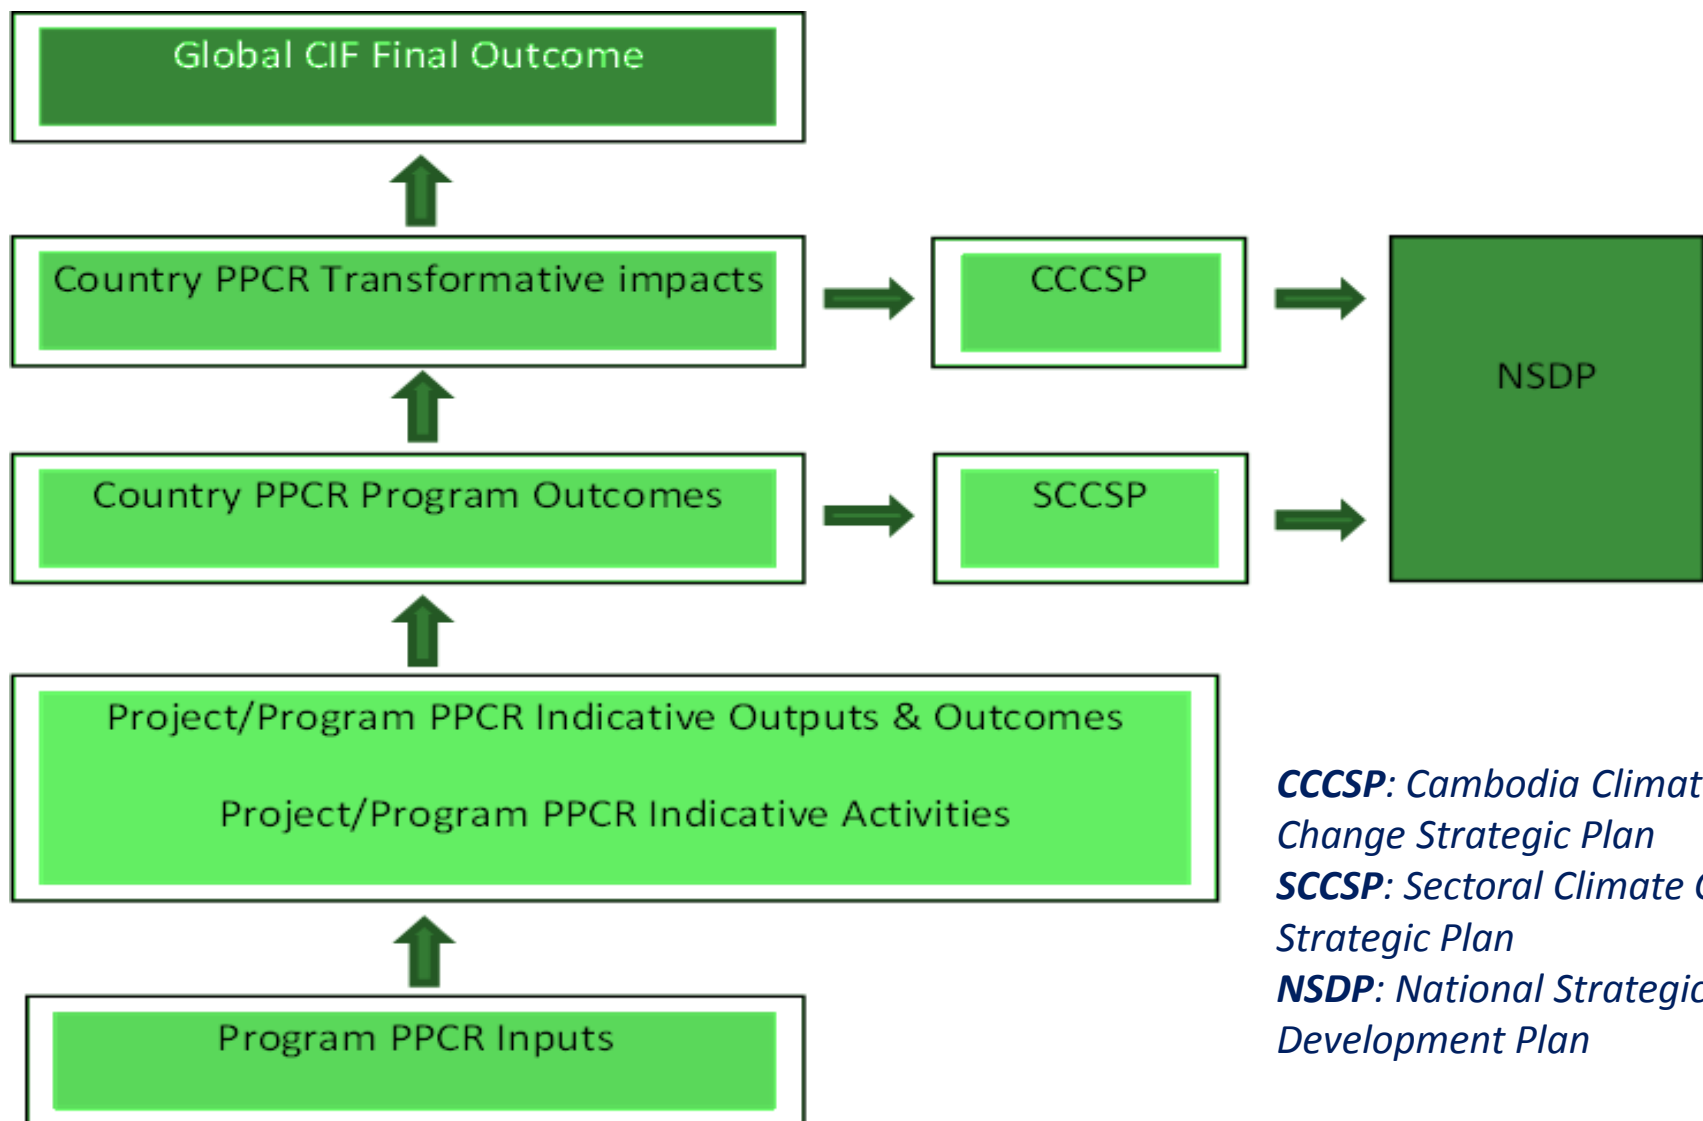 Global CIF Final Outcome
Country PPCR Transformative impacts
CCCSP
NSDP
Country PPCR Program Outcomes
SCCSP
Project/Program PPCR Indicative Outputs & Outcomes
Project/Program PPCR Indicative Activities
Program PPCR Inputs
CCCSP: Cambodia Climat
Change Strategic Plan
SCCSP: Sectoral Climate
Strategic Plan
NSDP: National Strategic
Development Plan